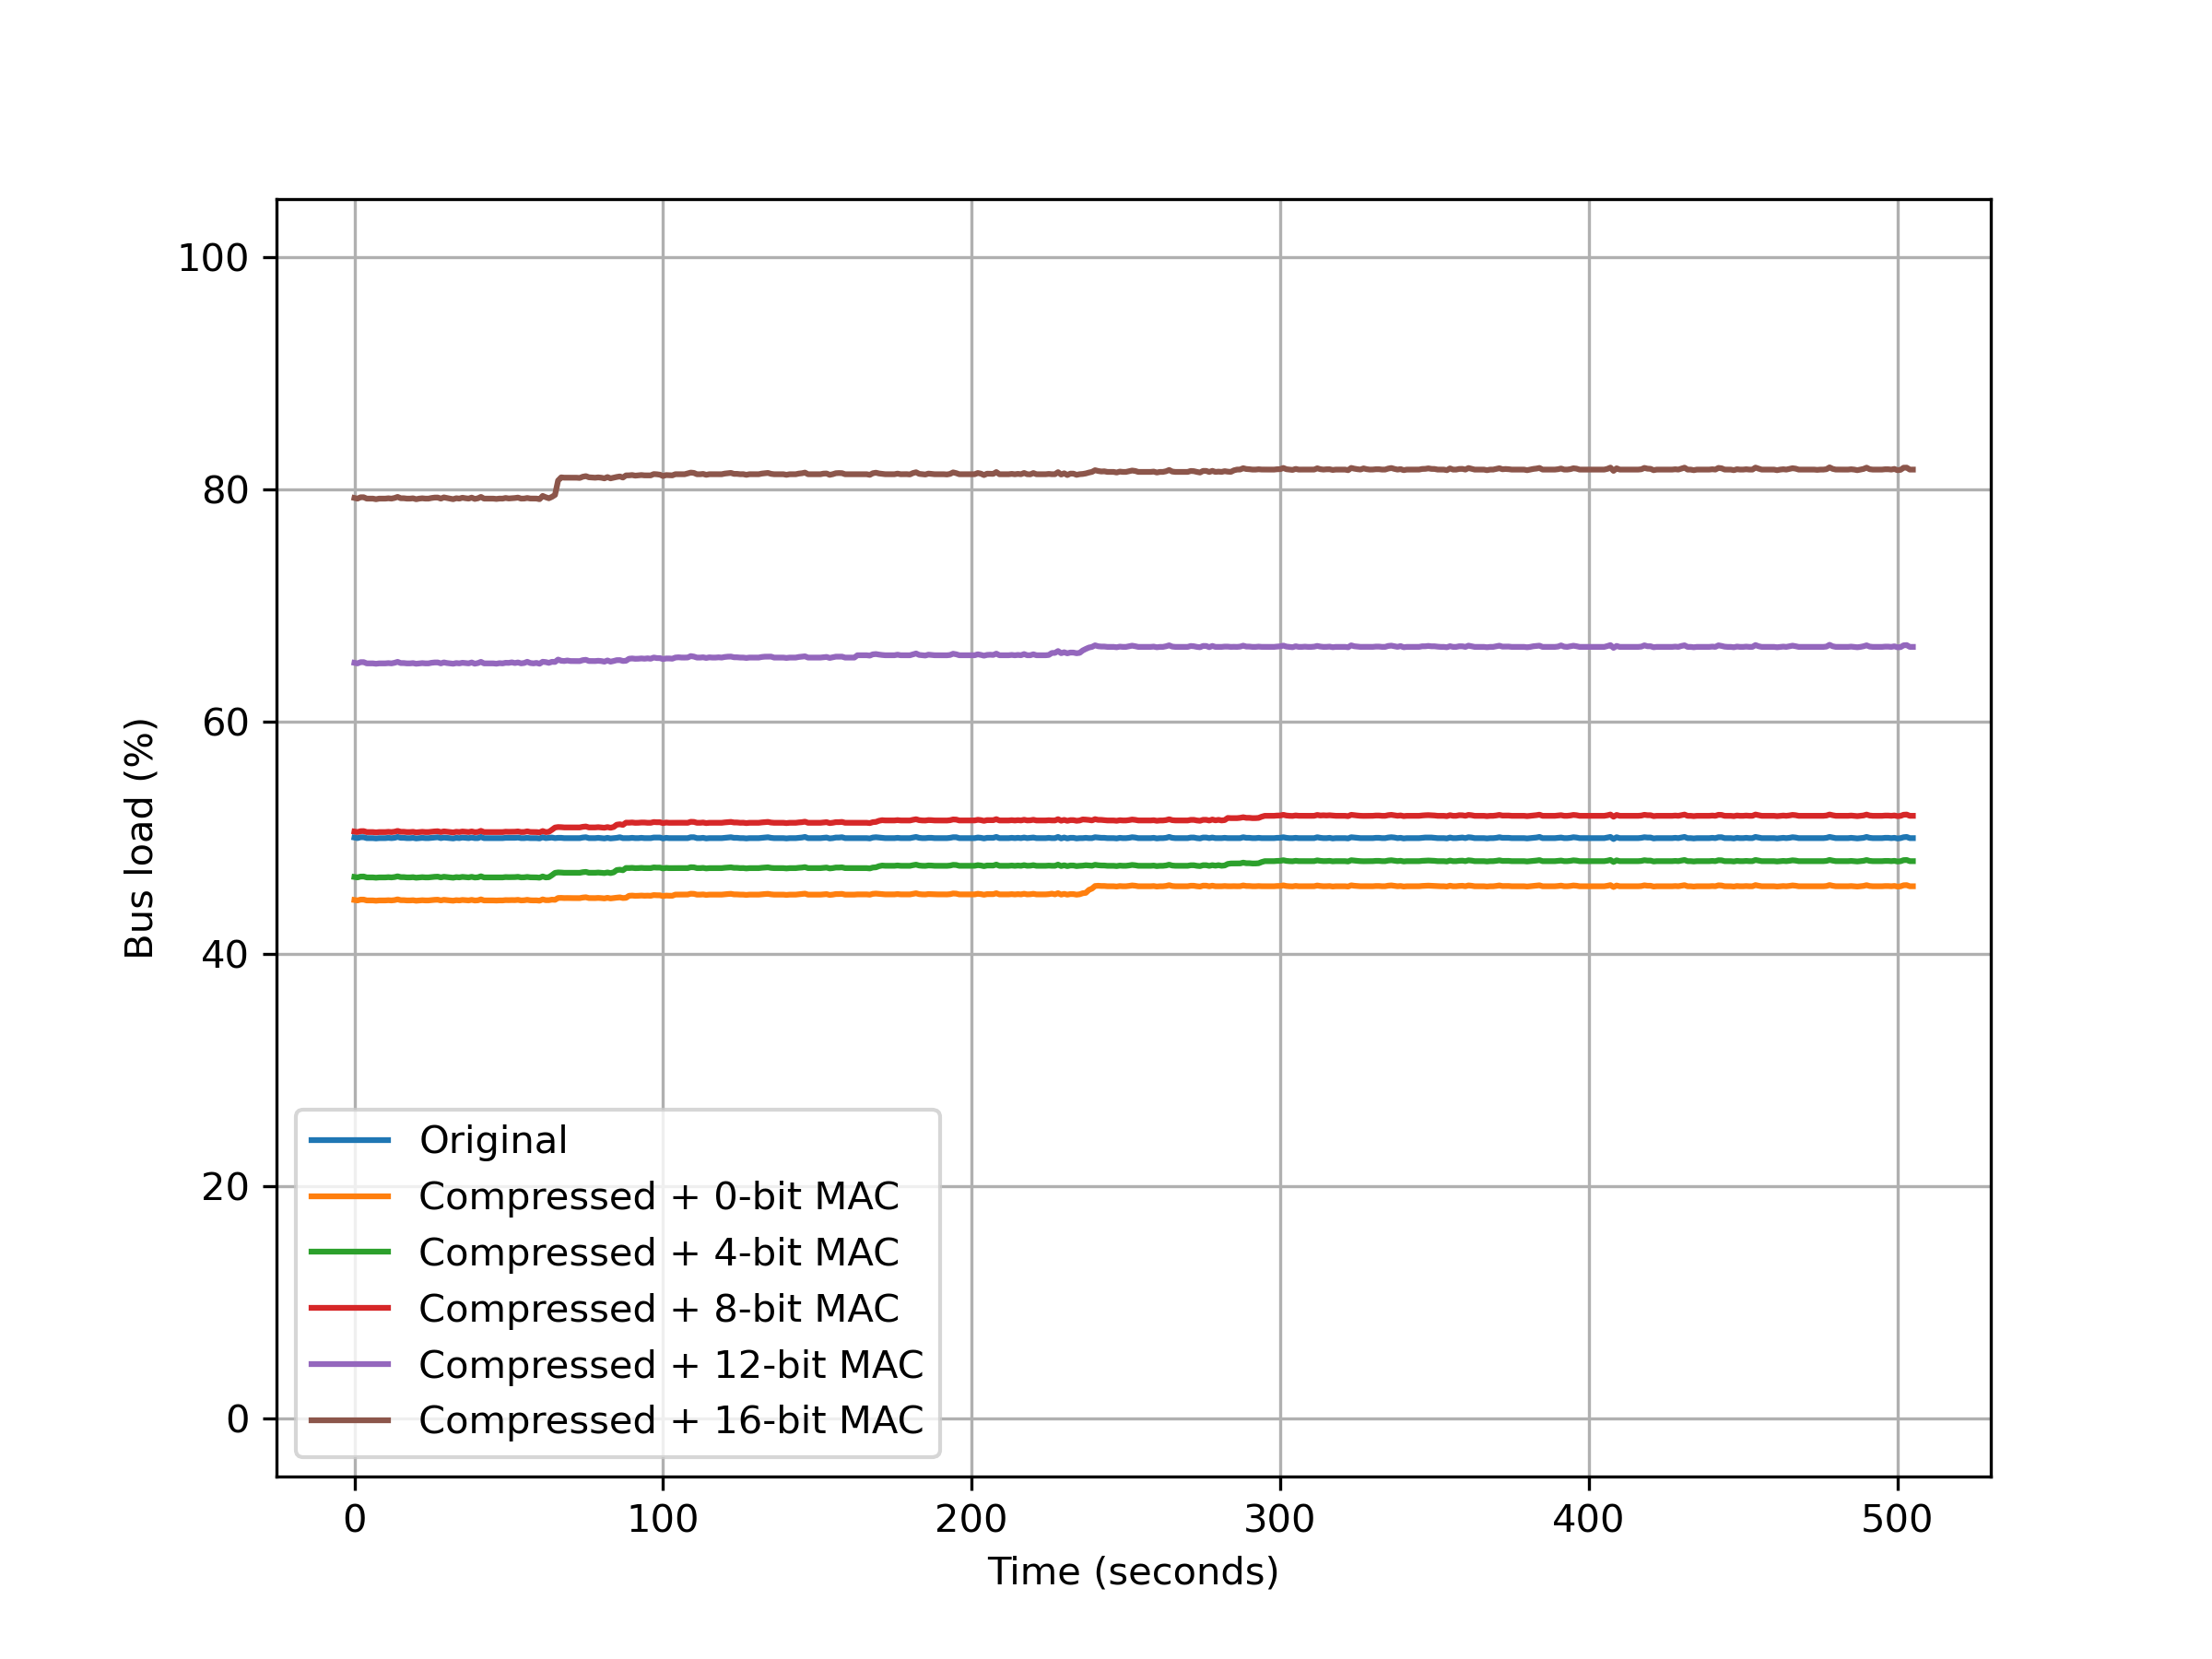 100
80
60
40
20
0
Bus load (%)
Original
Compressed + 0-bit MAC
Compressed + 4-bit MAC
Compressed + 8-bit MAC
Compressed + 12-bit MAC
Compressed + 16-bit MAC
0 100 200 300 400 500
Time (seconds)